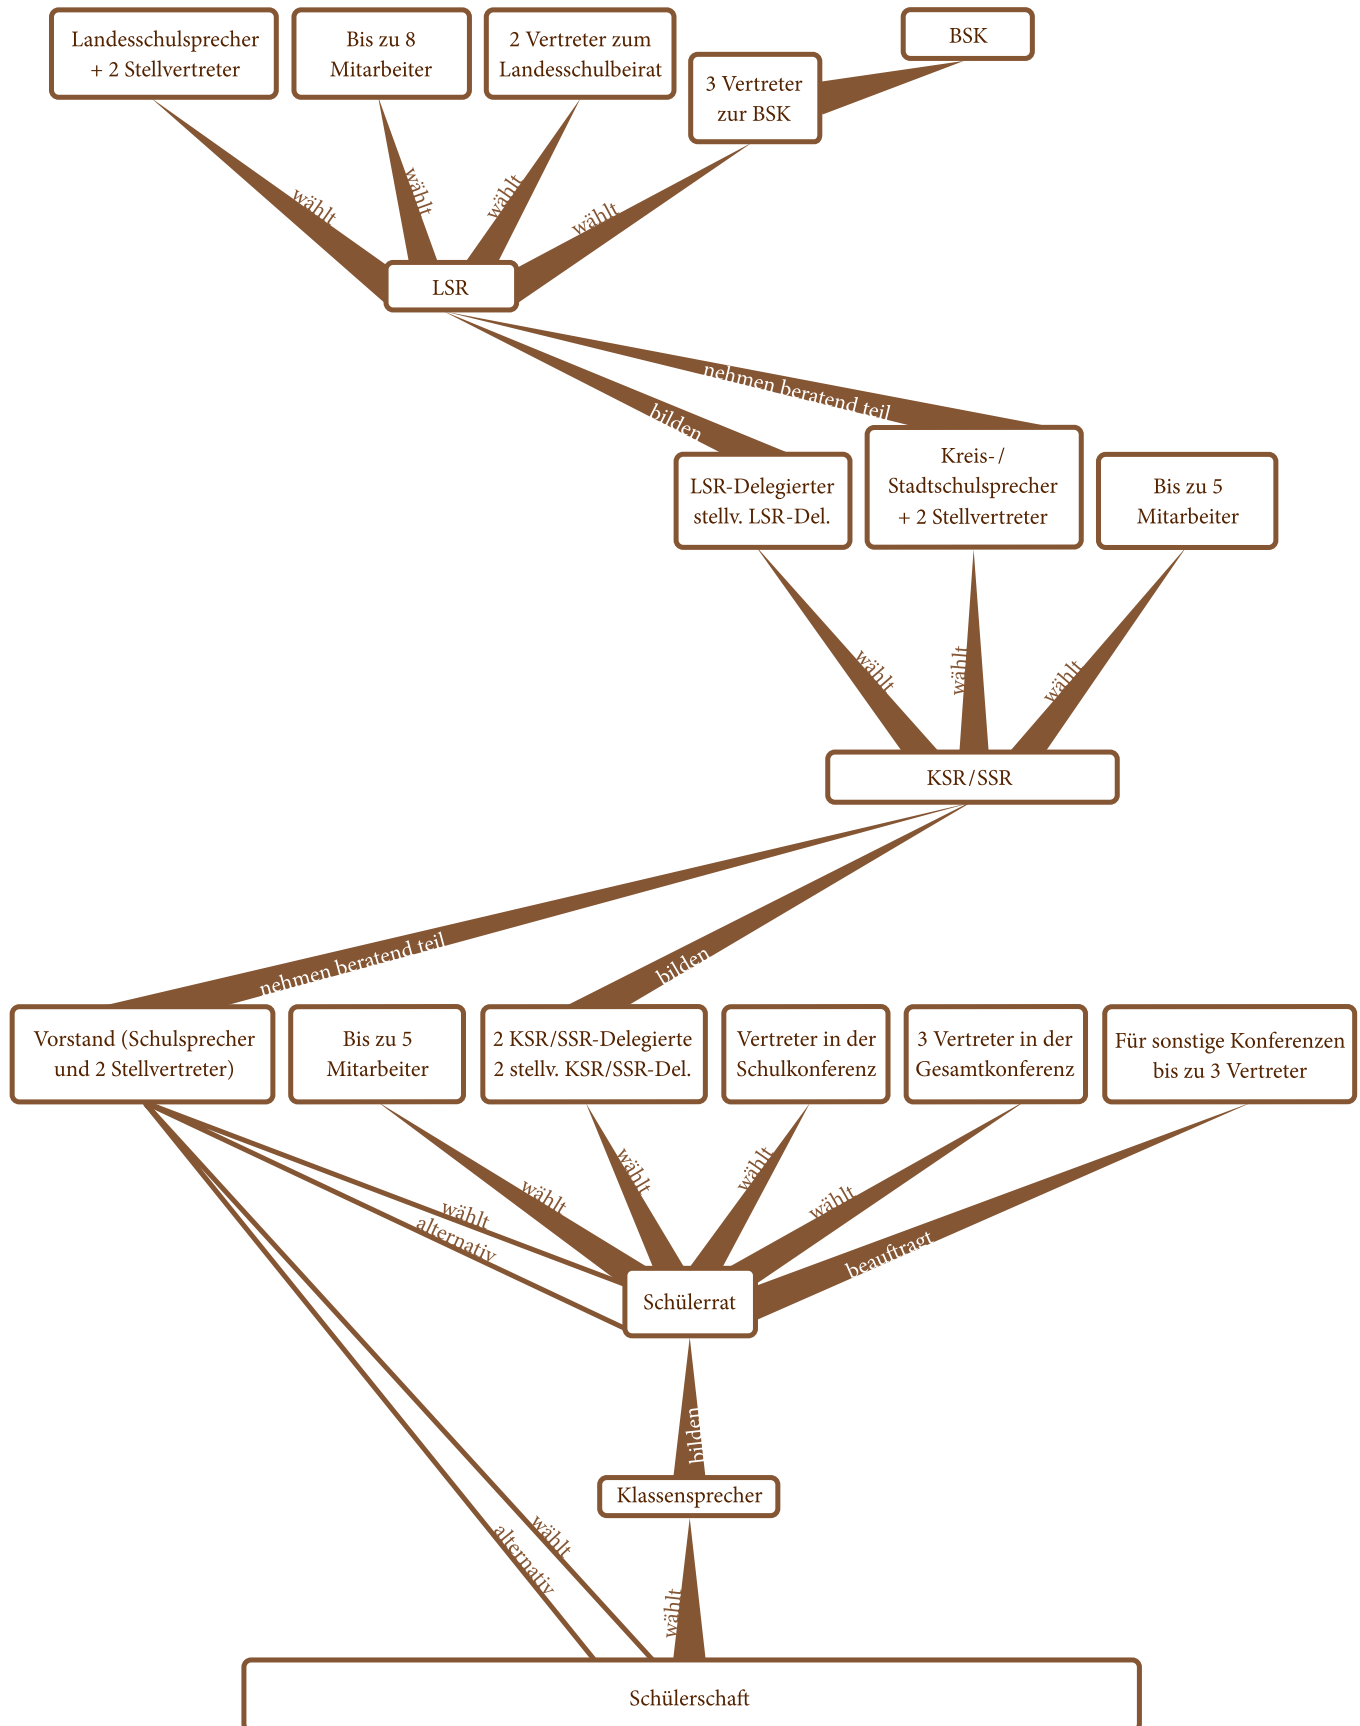 Landesschulsprecher
+ 2 Stellvertreter
Bis zu 8
Mitarbeiter
2 Vertreter zum
Landesschulbeirat
3 Vertreter
zur BSK
BSK
wählt
wählt
wählt
wählt
LSR
nehmen beratend teil
bilden
LSR-Delegierter
stellv. LSR-Del.
Kreis- /
Stadtschulsprecher
+ 2 Stellvertreter
Bis zu 5
Mitarbeiter
wählt
wählt
wählt
KSR/SSR
nehmen beratend teil
bilden
Vorstand (Schulsprecher
und 2 Stellvertreter)
Bis zu 5
Mitarbeiter
2 KSR/SSR-Delegierte
2 stellv. KSR/SSR-Del.
Vertreter in der
Schulkonferenz
3 Vertreter in der
Gesamtkonferenz
Für sonstige Konferenzen
bis zu 3 Vertreter
wählt
alternativ
wählt
wählt
wählt
wählt
beauftragt
Schülerrat
bilden
Klassensprecher
wählt
alternativ
wählt
Schülerschaft